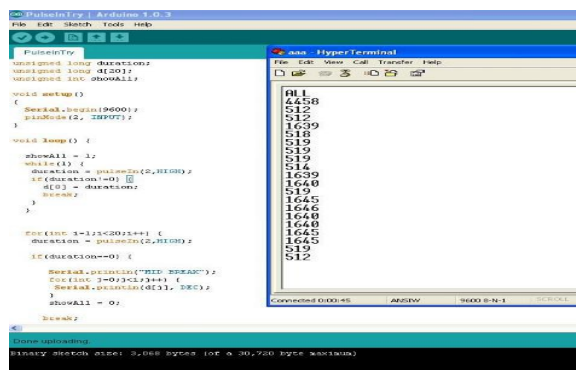 PulseinTry | Arduino 1.0.3
File Edit Sketch Tools Help
PulseinTry
unsigned long duration;
unsigned long d[20];
unsigned int showAll;
void setup()
{
Serial.begin(9600);
pinMode(2, INPUT);
}
void loop() {
showAll = 1;
while(1) {
duration = pulseIn(2,HIGH);
if(duration!=0) {
d[0] = duration;
break;
}
}
for(int i=1;i<20;i++) {
duration = pulseIn(2,HIGH);
if(duration==0) {
Serial.println("MID BREAK");
for(int j=0;j<i;j++) {
Serial.println(d[j], DEC);
}
showAll = 0;
break;
Done uploading.
Binary sketch size: 3,068 bytes (of a 30,720 byte maximum)
aaa - HyperTerminal
File Edit View Call Transfer Help
ALL
4458
512
512
1639
518
519
519
519
514
1639
1640
519
1645
1646
1640
1640
1645
1645
519
512
Connected 0:00:45 ANSIW 9600 8-N-1 SCROLL